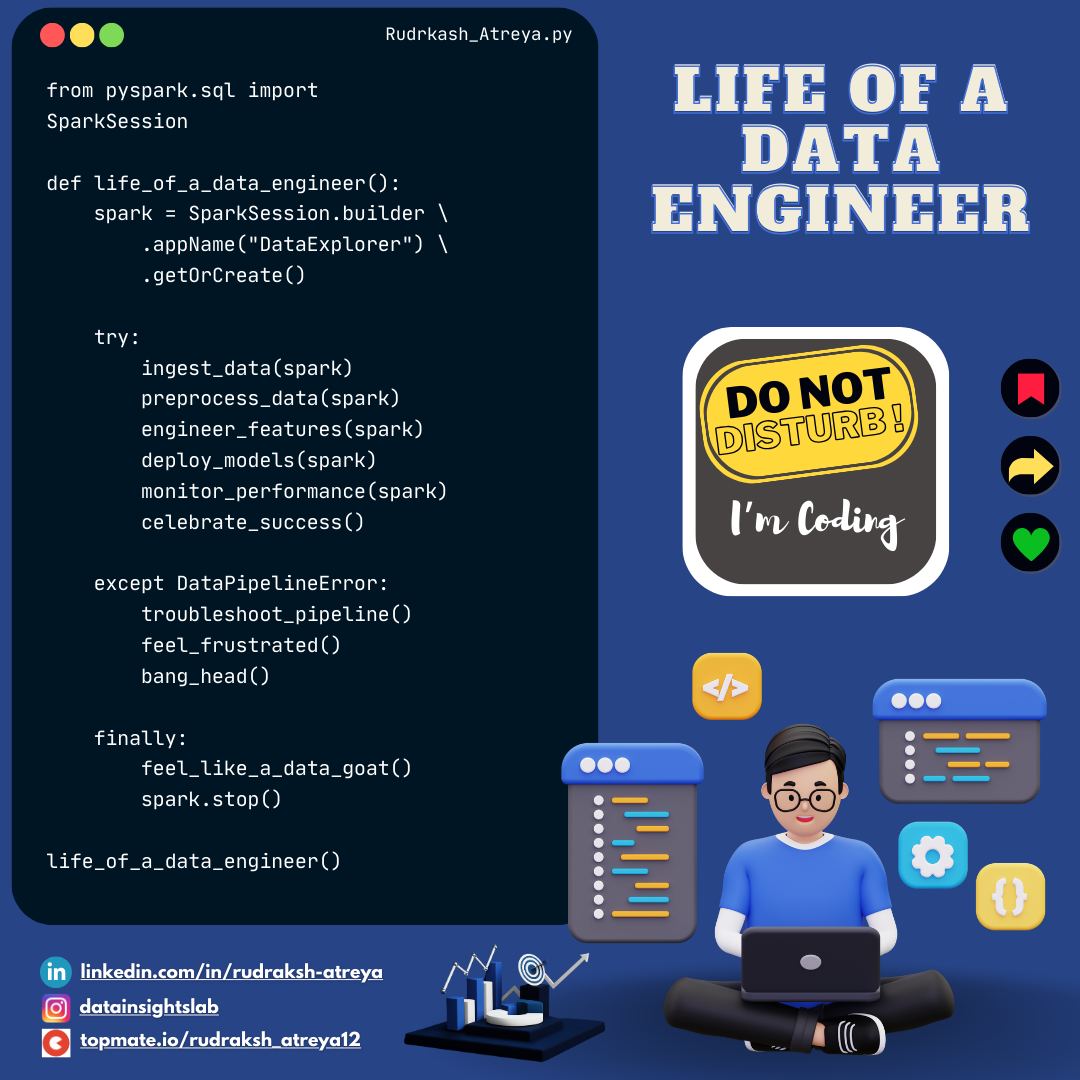 Rudrkash_Atreya.py
from pyspark.sql import
SparkSession
def life_of_a_data_engineer():
    spark = SparkSession.builder \
        .appName("DataExplorer") \
        .getOrCreate()
    try:
        ingest_data(spark)
        preprocess_data(spark)
        engineer_features(spark)
        deploy_models(spark)
        monitor_performance(spark)
        celebrate_success()
    except DataPipelineError:
        troubleshoot_pipeline()
        feel_frustrated()
        bang_head()
    finally:
        feel_like_a_data_goat()
        spark.stop()
life_of_a_data_engineer()
LIFE OF A
DATA
ENGINEER
DO NOT
DISTURB !
I'm Coding
</>
{}
in
linkedin.com/in/rudraksh-atreya
datainsightslab
topmate.io/rudraksh_atreya12